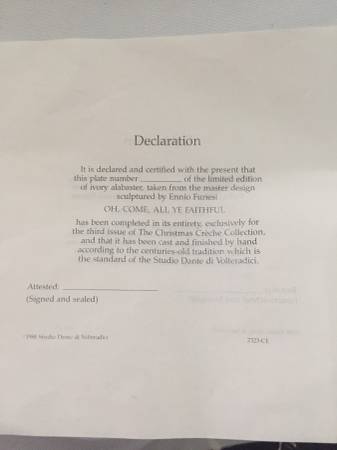 Declaration
It is declared and certified with the present that
this plate number __________ of the limited edition
of ivory alabaster, taken from the master design
sculptured by Ennio Furiesi
OH, COME, ALL YE FAITHFUL
has been completed in its entirety, exclusively for
the third issue of The Christmas Crèche Collection,
and that it has been cast and finished by hand
according to the centuries-old tradition which is
the standard of the Studio Dante di Volteradici.
Attested:
(Signed and sealed)
Studio Dante di Volteradici